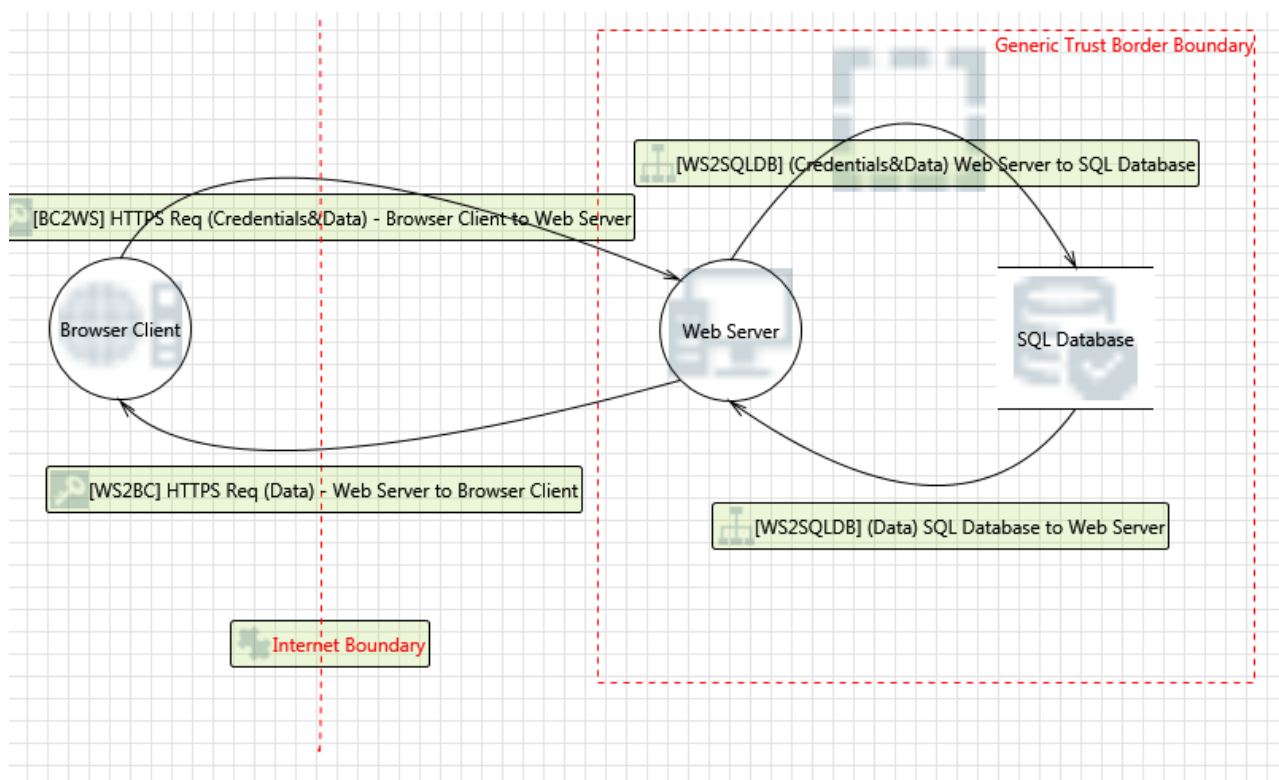 Generic Trust Border Boundary
[WS2SQLDB] (Credentials&Data) Web Server to SQL Database
[BC2WS] HTTPS Req (Credentials&Data) - Browser Client to Web Server
Browser Client
Web Server
SQL Database
[WS2BC] HTTPS Req (Data) - Web Server to Browser Client
[WS2SQLDB] (Data) SQL Database to Web Server
Internet Boundary